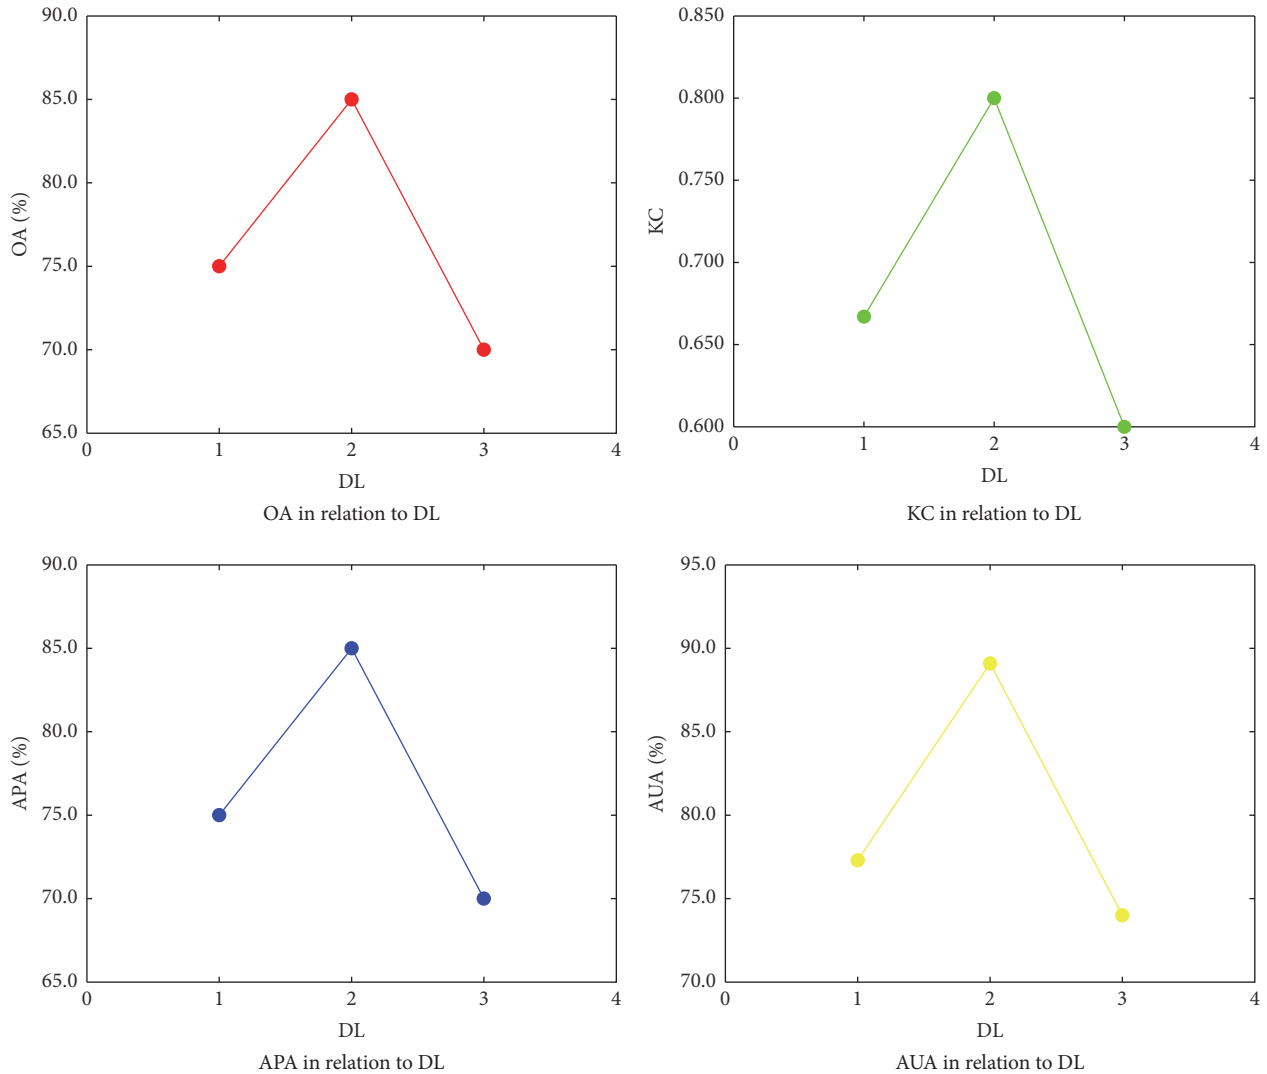 90.0
85.0
80.0
75.0
70.0
65.0
OA (%)
0 1 2 3 4
DL
OA in relation to DL
0.850
0.800
0.750
0.700
0.650
0.600
KC
0 1 2 3 4
DL
KC in relation to DL
90.0
85.0
80.0
75.0
70.0
65.0
APA (%)
0 1 2 3 4
DL
APA in relation to DL
95.0
90.0
85.0
80.0
75.0
70.0
AUA (%)
0 1 2 3 4
DL
AUA in relation to DL